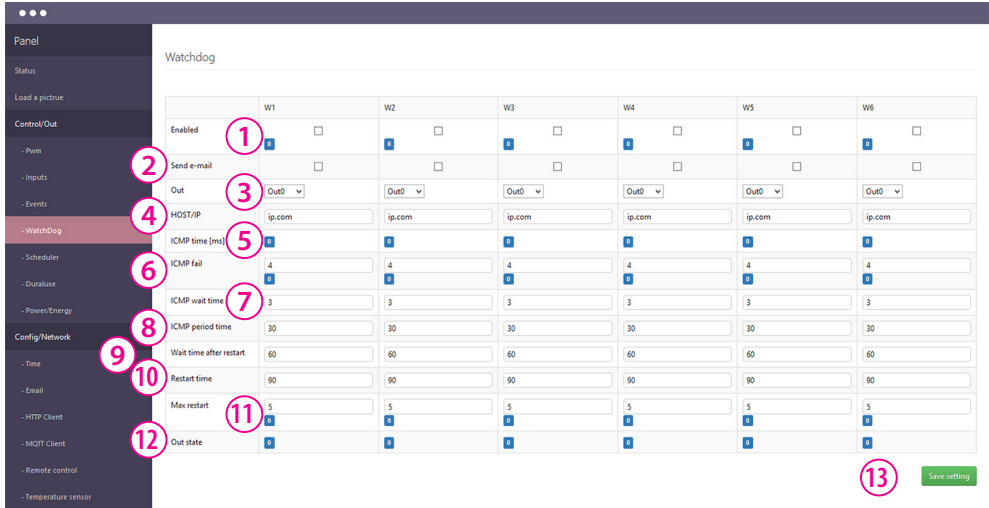 Panel
Status
Load a pictrue
Control/Out
- Pwm
- Inputs
- Events
- WatchDog
- Scheduler
- Duraluxe
- Power/Energy
Config/Network
- Time
- Email
- HTTP Client
- MQTT Client
- Remote control
- Temperature sensor
Watchdog
W1 W2 W3 W4 W5 W6
Enabled 1
0 0 0 0 0 0
2 Send e-mail
Out 3 Out0 Out0 Out0 Out0 Out0 Out0
4 HOST/IP ip.com ip.com ip.com ip.com ip.com ip.com
ICMP time [ms] 5 0 0 0 0 0 0
6 ICMP fail 4 4 4 4 4 4
0 0 0 0 0 0
ICMP wait time 7 3 3 3 3 3 3
8 ICMP period time 30 30 30 30 30 30
9 Wait time after restart 60 60 60 60 60 60
10 Restart time 90 90 90 90 90 90
Max restart 11 5 5 5 5 5 5
0 0 0 0 0 0
12 Out state 0 0 0 0 0 0
13 Save setting